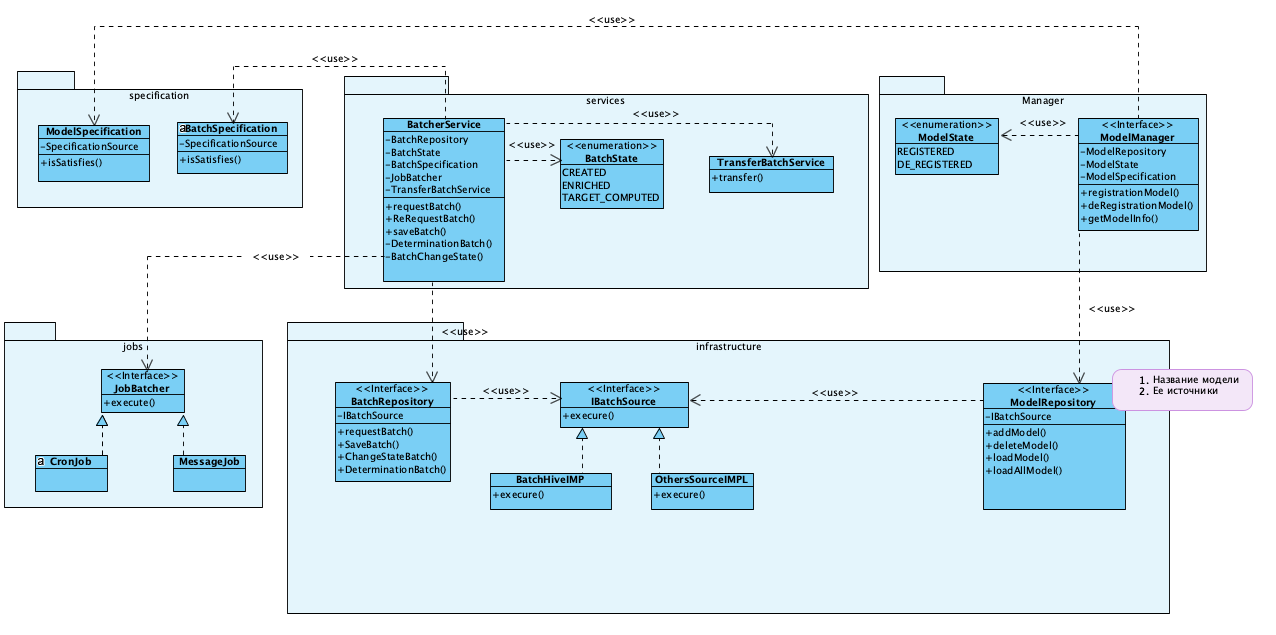 <<use>>
<<use>>
specification
ModelSpecification
-SpecificationSource
+isSatisfies()
a
BatchSpecification
-SpecificationSource
+isSatisfies()
services
BatcherService
-BatchRepository
-BatchState
-BatchSpecification
-JobBatcher
-TransferBatchService
+requestBatch()
+ReRequestBatch()
+saveBatch()
-DeterminationBatch()
-BatchChangeState()
<<use>>
<<use>>
<<enumeration>>
BatchState
CREATED
ENRICHED
TARGET_COMPUTED
TransferBatchService
+transfer()
Manager
<<enumeration>>
ModelState
REGISTERED
DE_REGISTERED
<<use>>
<<Interface>>
ModelManager
-ModelRepository
-ModelState
-ModelSpecification
+registrationModel()
+deRegistrationModel()
+getModelInfo()
<<use>>
<<use>>
<<use>>
jobs
<<Interface>>
JobBatcher
+execute()
a
CronJob
MessageJob
infrastructure
<<Interface>>
BatchRepository
-IBatchSource
+requestBatch()
+SaveBatch()
+ChangeStateBatch()
+DeterminationBatch()
<<use>>
<<Interface>>
IBatchSource
+execure()
<<use>>
BatchHiveIMP
+execure()
OthersSourceIMPL
+execure()
<<Interface>>
ModelRepository
-IBatchSource
+addModel()
+deleteModel()
+loadModel()
+loadAllModel()
1. Название модели
2. Ее источники